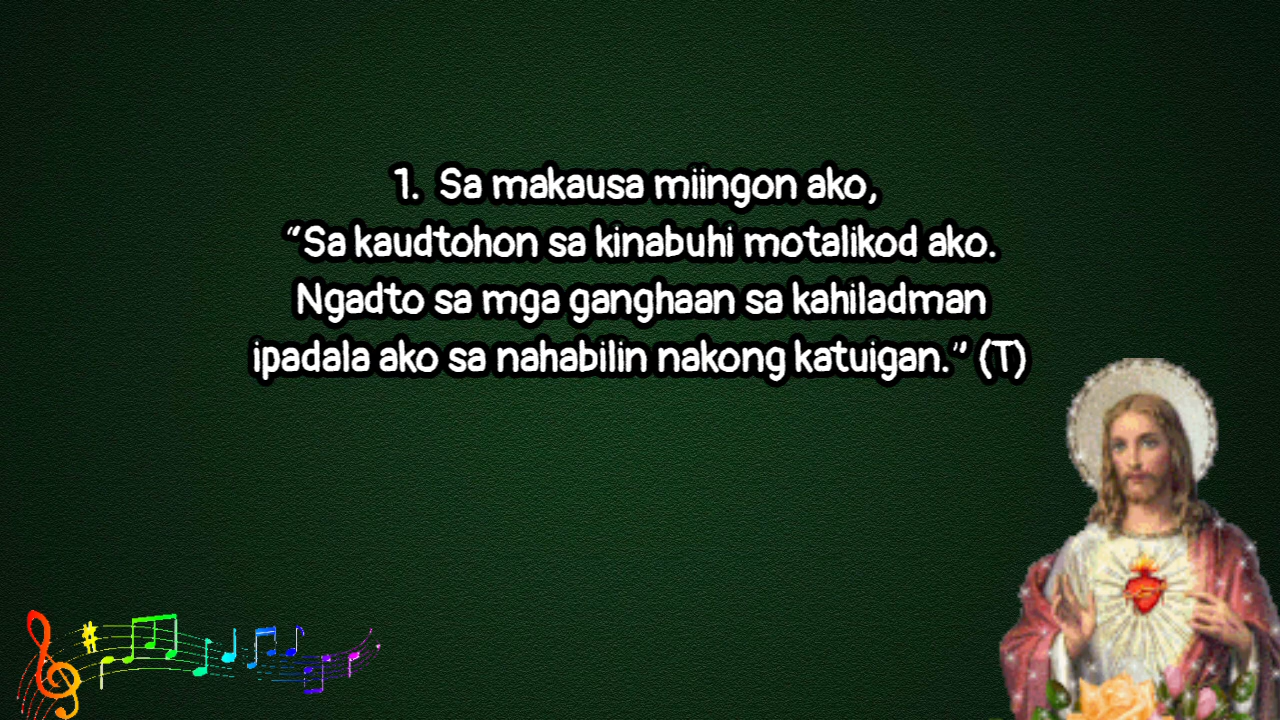 1. Sa makausa miingon ako,
“Sa kaudtohon sa kinabuhi motalikod ako.
Ngadto sa mga ganghaan sa kahiladman
ipadala ako sa nahabilin nakong katuigan.” (T)